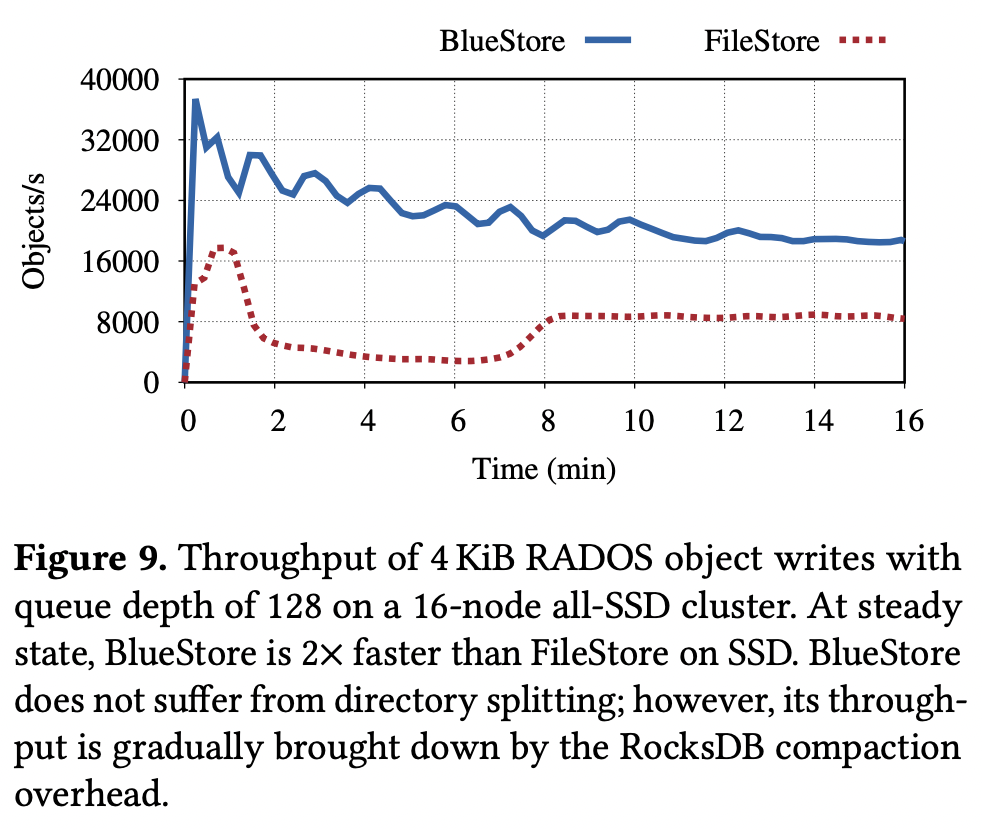 BlueStore FileStore
40000
32000
24000
16000
8000
0
Objects/s
0 2 4 6 8 10 12 14 16
Time (min)
Figure 9. Throughput of 4 KiB RADOS object writes with
queue depth of 128 on a 16-node all-SSD cluster. At steady
state, BlueStore is 2× faster than FileStore on SSD. BlueStore
does not suffer from directory splitting; however, its through-
put is gradually brought down by the RocksDB compaction
overhead.